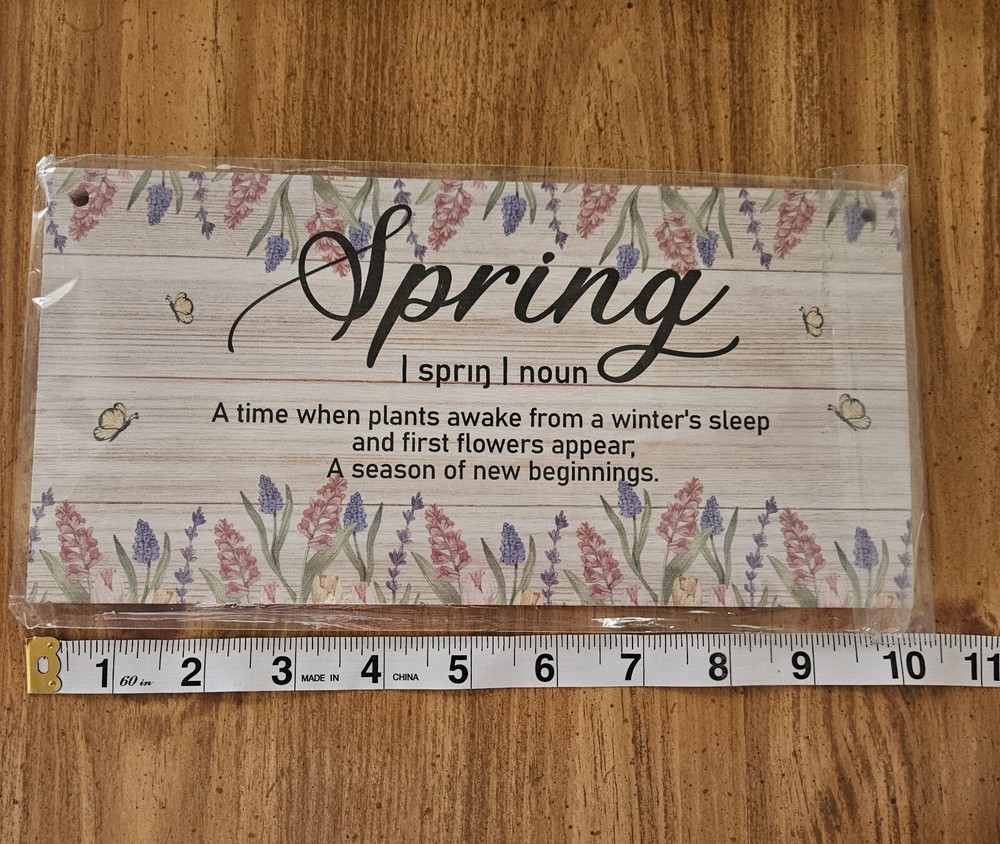 Spring
| sprıŋ | noun
A time when plants awake from a winter's sleep
and first flowers appear;
A season of new beginnings.
1 60 in 2 3 MADE IN 4 CHINA 5 6 7 8 9 10 11